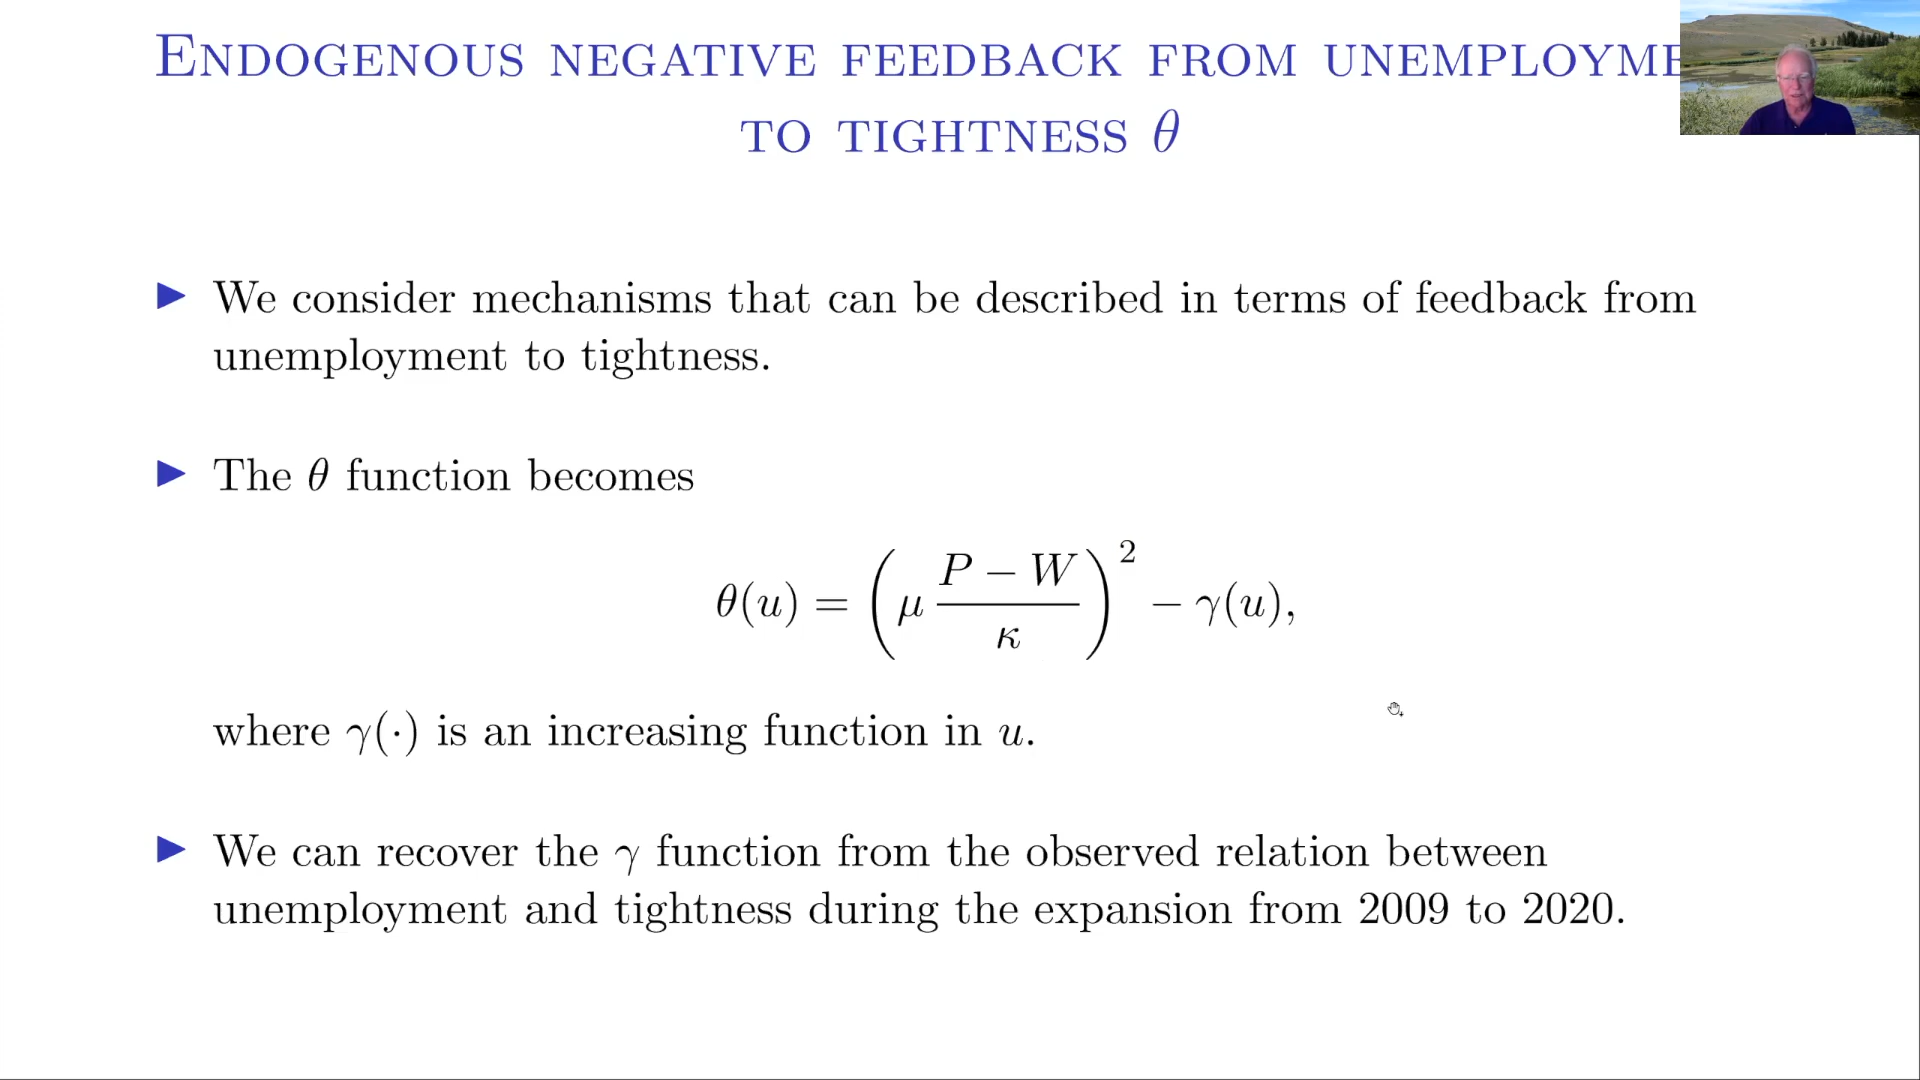 ENDOGENOUS NEGATIVE FEEDBACK FROM UNEMPLOYME
TO TIGHTNESS θ
▶ We consider mechanisms that can be described in terms of feedback from
unemployment to tightness.
▶ The θ function becomes
θ(u) = (μ (P − W)/κ)² − γ(u),
where γ(·) is an increasing function in u.
▶ We can recover the γ function from the observed relation between
unemployment and tightness during the expansion from 2009 to 2020.